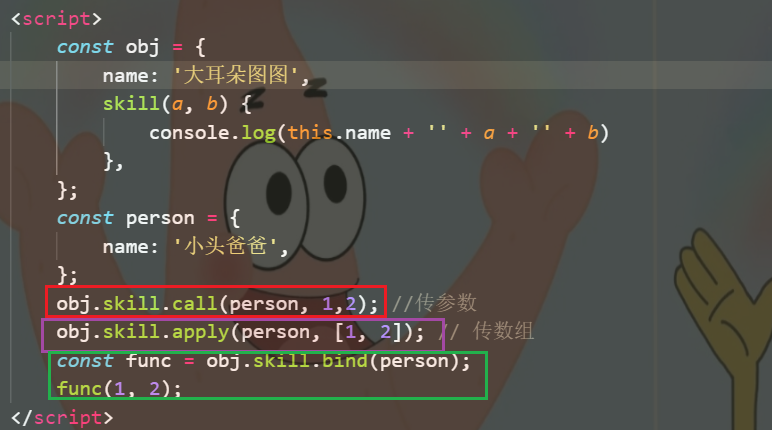 <script>
const obj = {
name: '大耳朵图图',
skill(a, b) {
console.log(this.name + '' + a + '' + b)
},
};
const person = {
name: '小头爸爸',
};
obj.skill.call(person, 1,2); //传参数
obj.skill.apply(person, [1, 2]); // 传数组
const func = obj.skill.bind(person);
func(1, 2);
</script>